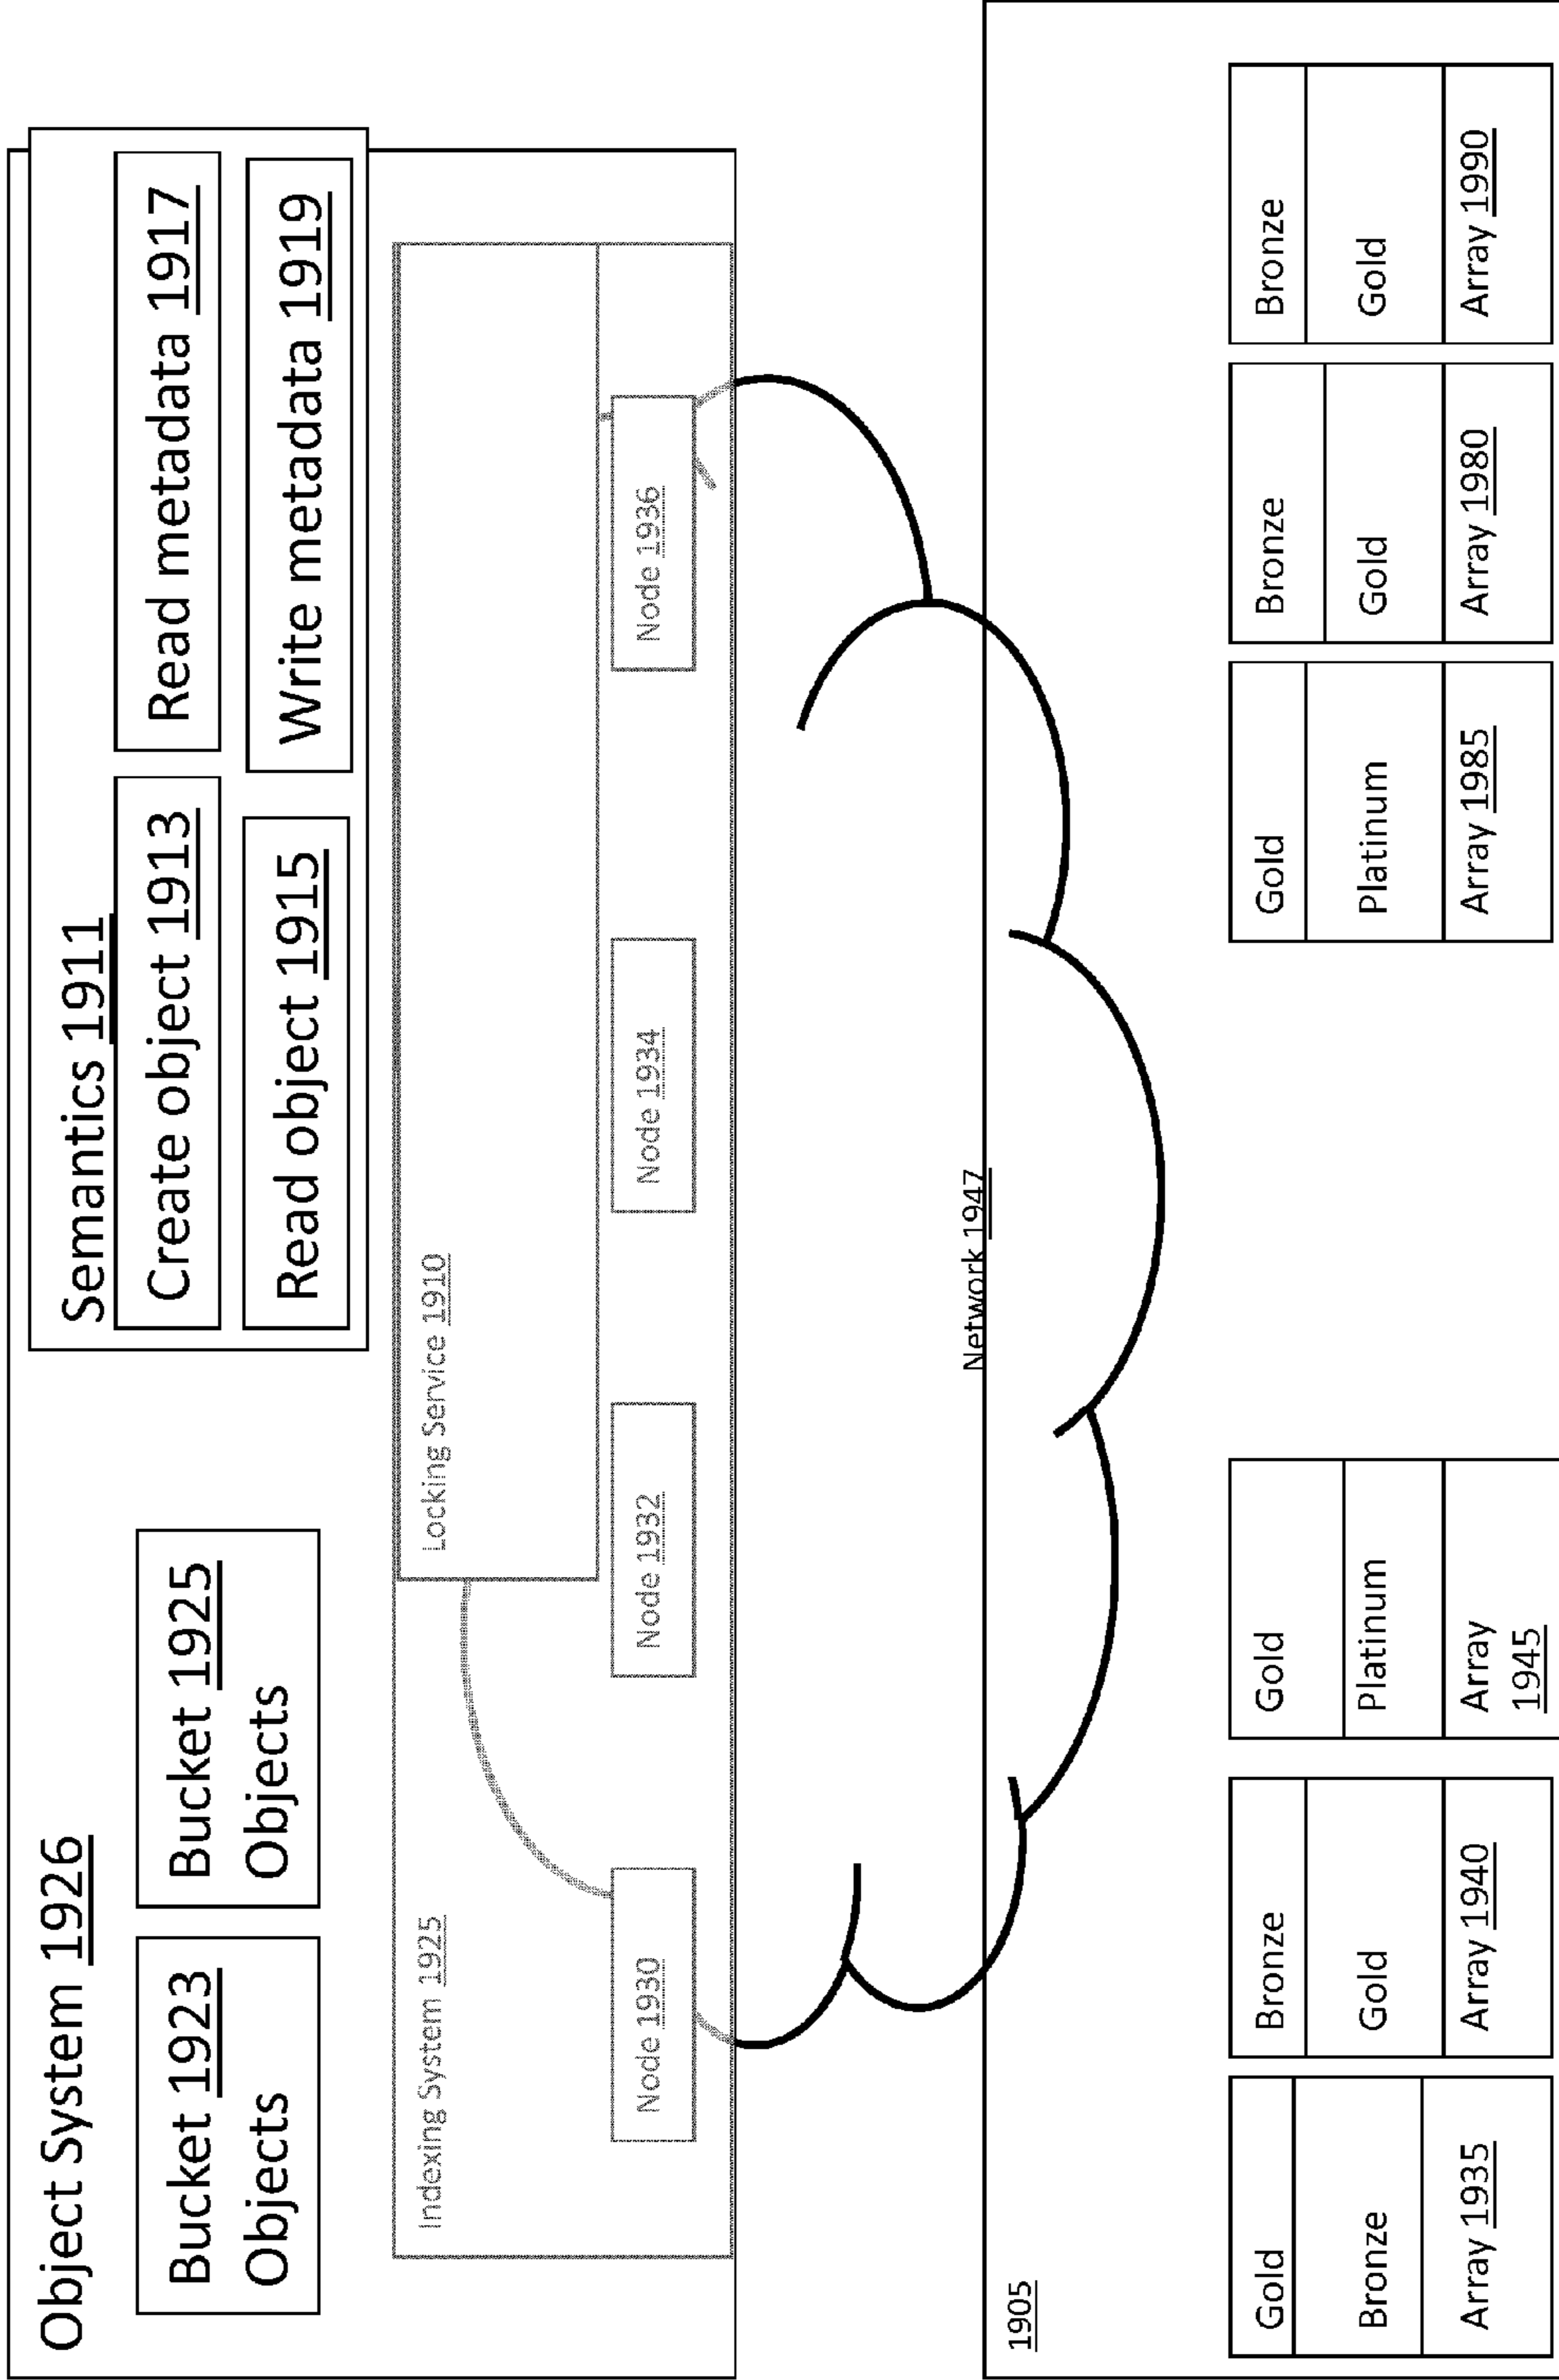 Object System 1926
Bucket 1923
Objects
Bucket 1925
Objects
Semantics 1911
Create object 1913
Read metadata 1917
Read object 1915
Write metadata 1919
Indexing System 1925
Locking Service 1910
Node 1930
Node 1932
Node 1934
Node 1936
Network 1947
1905
Gold
Bronze
Array 1935
Bronze
Gold
Array 1940
Gold
Platinum
Array
1945
Gold
Platinum
Array 1985
Bronze
Gold
Array 1980
Bronze
Gold
Array 1990